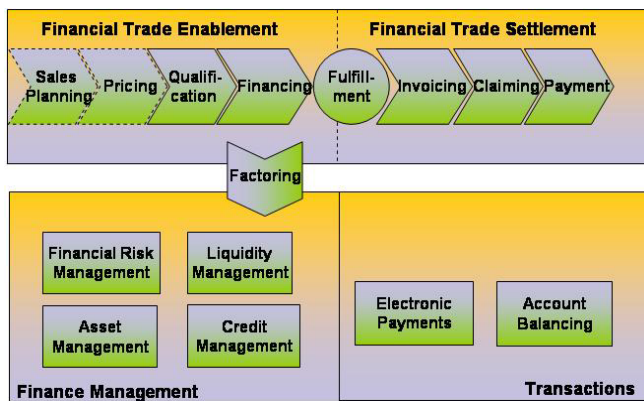 Financial Trade Enablement
Financial Trade Settlement
Sales
Planning
Pricing
Qualifi-
cation
Financing
Fulfill-
ment
Invoicing
Claiming
Payment
Factoring
Financial Risk
Management
Liquidity
Management
Electronic
Payments
Account
Balancing
Asset
Management
Credit
Management
Finance Management
Transactions